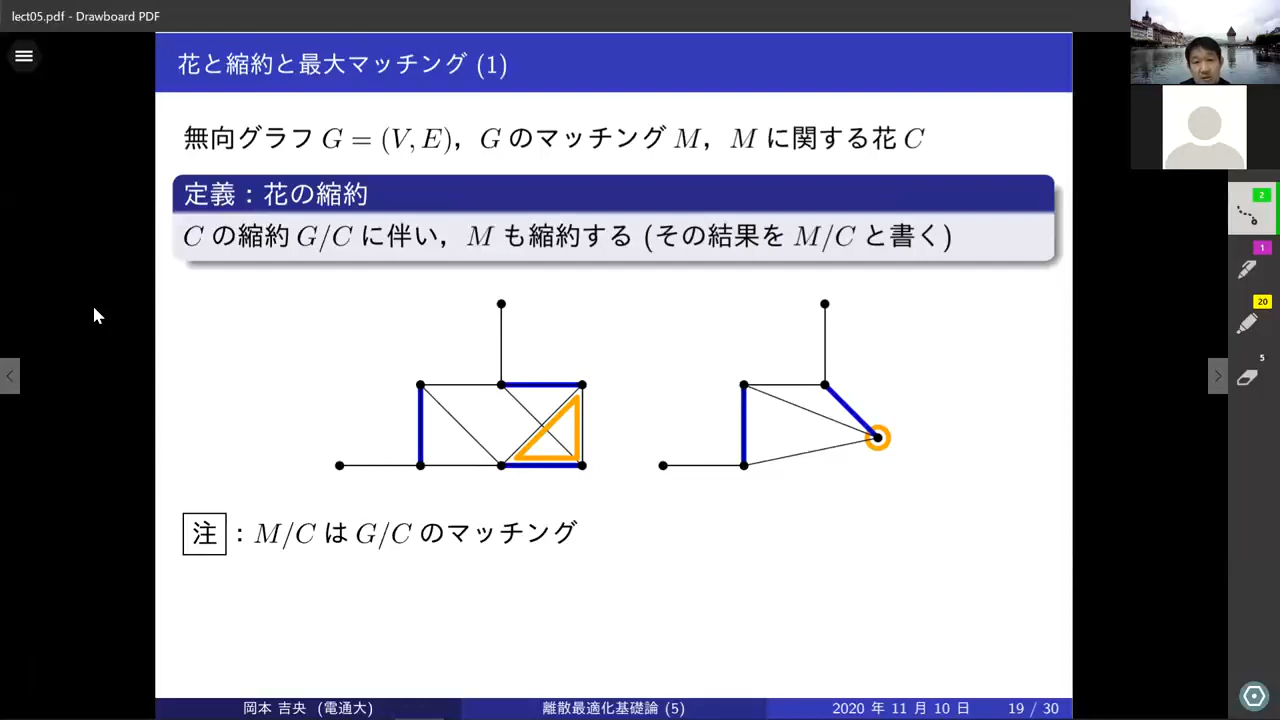 lect05.pdf - Drawboard PDF
花と縮約と最大マッチング (1)
無向グラフ G = (V, E)，G のマッチング M，M に関する花 C
定義：花の縮約
C の縮約 G/C に伴い，M も縮約する (その結果を M/C と書く)
注：M/C は G/C のマッチング
岡本 吉央 (電通大)
離散最適化基礎論 (5)
2020 年 11 月 10 日
19 / 30
2
1
20
5